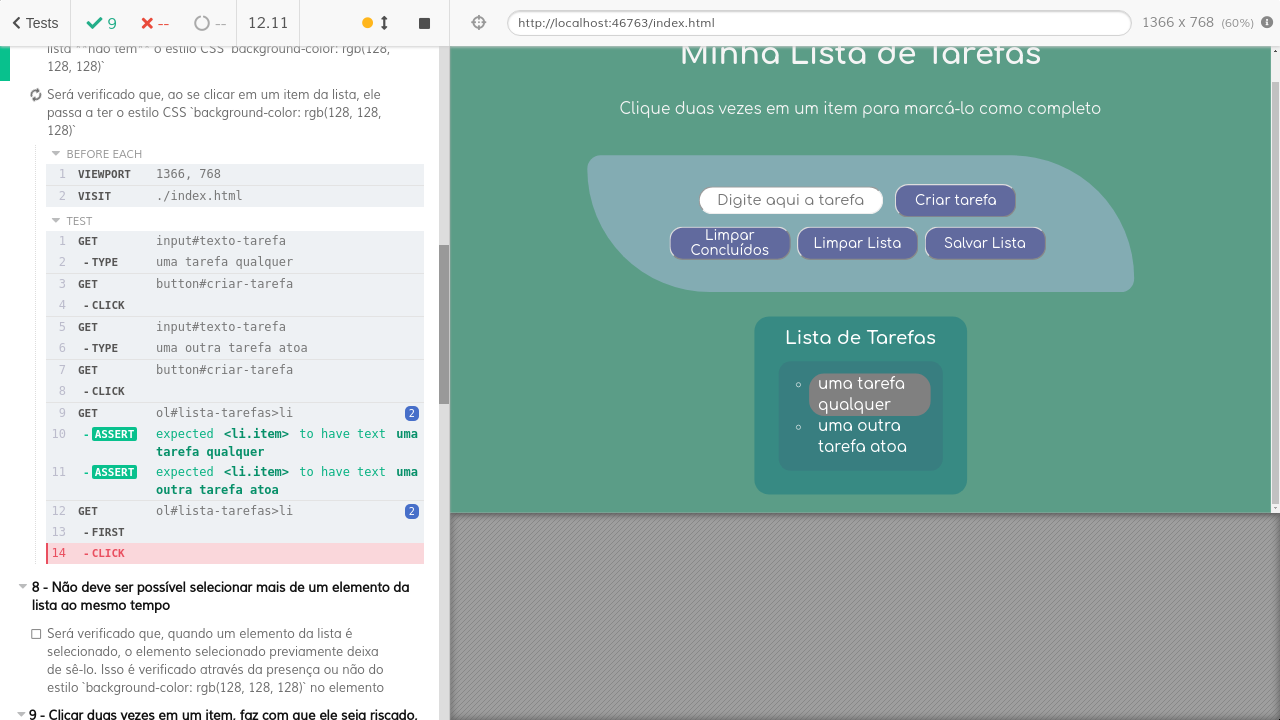 Tests
9
--
--
12.11
http://localhost:46763/index.html
1366 x 768 (60%)
lista **não tem** o estilo CSS `background-color: rgb(128,
128, 128)`
Será verificado que, ao se clicar em um item da lista, ele
passa a ter o estilo CSS `background-color: rgb(128, 128,
128)`
BEFORE EACH
1 VIEWPORT 1366, 768
2 VISIT ./index.html
TEST
1 GET input#texto-tarefa
2 - TYPE uma tarefa qualquer
3 GET button#criar-tarefa
4 - CLICK
5 GET input#texto-tarefa
6 - TYPE uma outra tarefa atoa
7 GET button#criar-tarefa
8 - CLICK
9 GET ol#lista-tarefas>li 2
10 - ASSERT expected <li.item> to have text uma
tarefa qualquer
11 - ASSERT expected <li.item> to have text uma
outra tarefa atoa
12 GET ol#lista-tarefas>li 2
13 - FIRST
14 - CLICK
8 - Não deve ser possível selecionar mais de um elemento da
lista ao mesmo tempo
Será verificado que, quando um elemento da lista é
selecionado, o elemento selecionado previamente deixa
de sê-lo. Isso é verificado através da presença ou não do
estilo `background-color: rgb(128, 128, 128)` no elemento
9 - Clicar duas vezes em um item, faz com que ele seja riscado,
Minha Lista de Tarefas
Clique duas vezes em um item para marcá-lo como completo
Digite aqui a tarefa
Criar tarefa
Limpar
Concluídos
Limpar Lista
Salvar Lista
Lista de Tarefas
uma tarefa
qualquer
uma outra
tarefa atoa